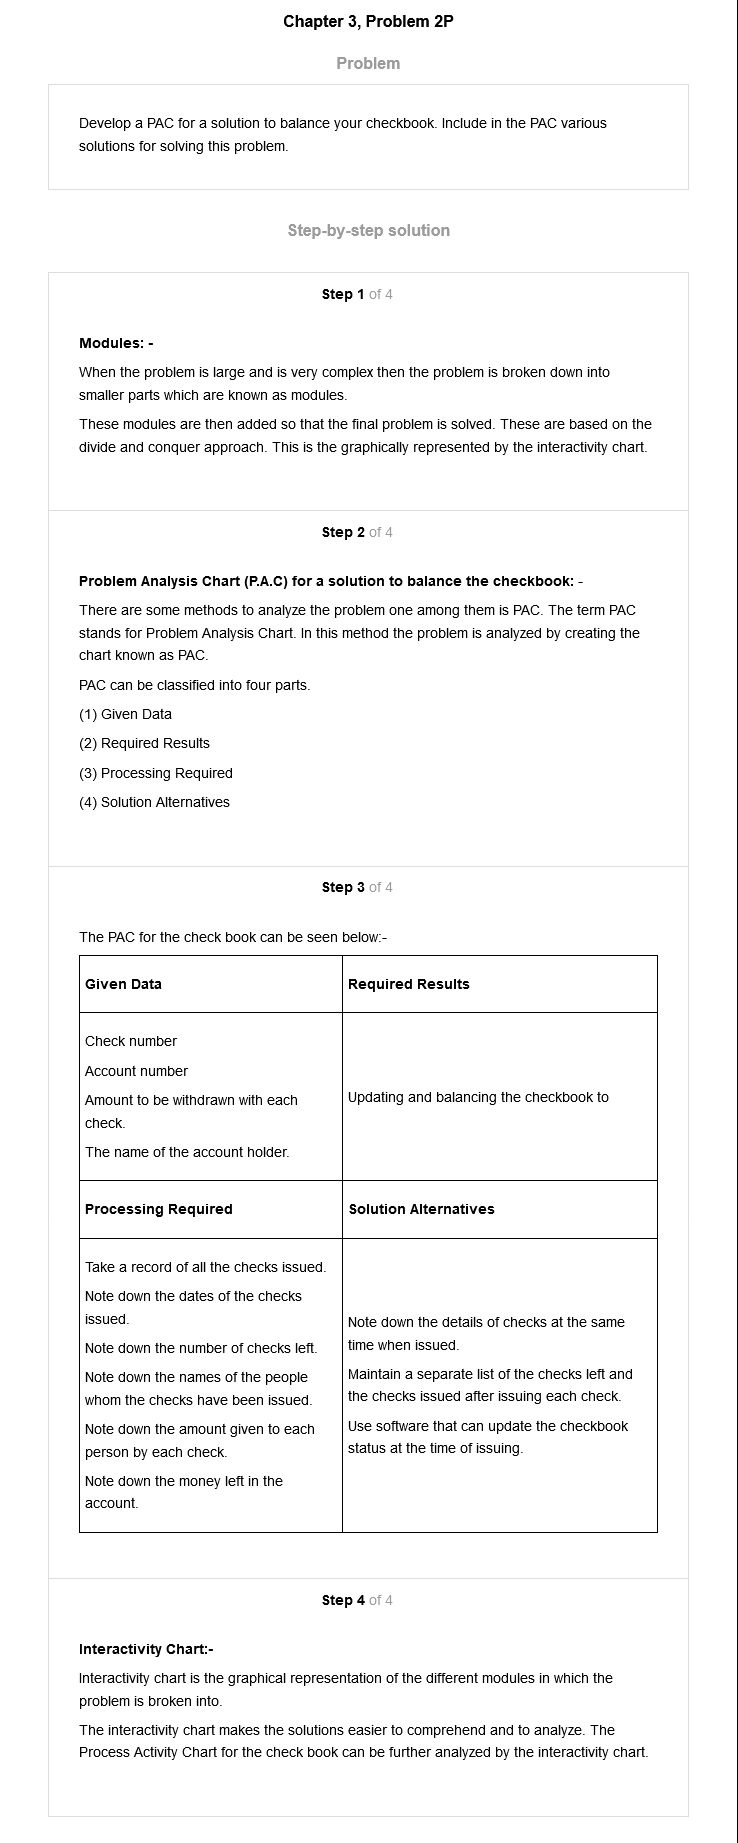 Chapter 3, Problem 2P
Problem
Develop a PAC for a solution to balance your checkbook. Include in the PAC various
solutions for solving this problem.
Step-by-step solution
Step 1 of 4
Modules: -
When the problem is large and is very complex then the problem is broken down into
smaller parts which are known as modules.
These modules are then added so that the final problem is solved. These are based on the
divide and conquer approach. This is the graphically represented by the interactivity chart.
Step 2 of 4
Problem Analysis Chart (P.A.C) for a solution to balance the checkbook: -
There are some methods to analyze the problem one among them is PAC. The term PAC
stands for Problem Analysis Chart. In this method the problem is analyzed by creating the
chart known as PAC.
PAC can be classified into four parts.
(1) Given Data
(2) Required Results
(3) Processing Required
(4) Solution Alternatives
Step 3 of 4
The PAC for the check book can be seen below:-
Given Data
Required Results
Check number
Account number
Amount to be withdrawn with each
check.
The name of the account holder.
Updating and balancing the checkbook to
Processing Required
Solution Alternatives
Take a record of all the checks issued.
Note down the dates of the checks
issued.
Note down the number of checks left.
Note down the names of the people
whom the checks have been issued.
Note down the amount given to each
person by each check.
Note down the money left in the
account.
Note down the details of checks at the same
time when issued.
Maintain a separate list of the checks left and
the checks issued after issuing each check.
Use software that can update the checkbook
status at the time of issuing.
Step 4 of 4
Interactivity Chart:-
Interactivity chart is the graphical representation of the different modules in which the
problem is broken into.
The interactivity chart makes the solutions easier to comprehend and to analyze. The
Process Activity Chart for the check book can be further analyzed by the interactivity chart.